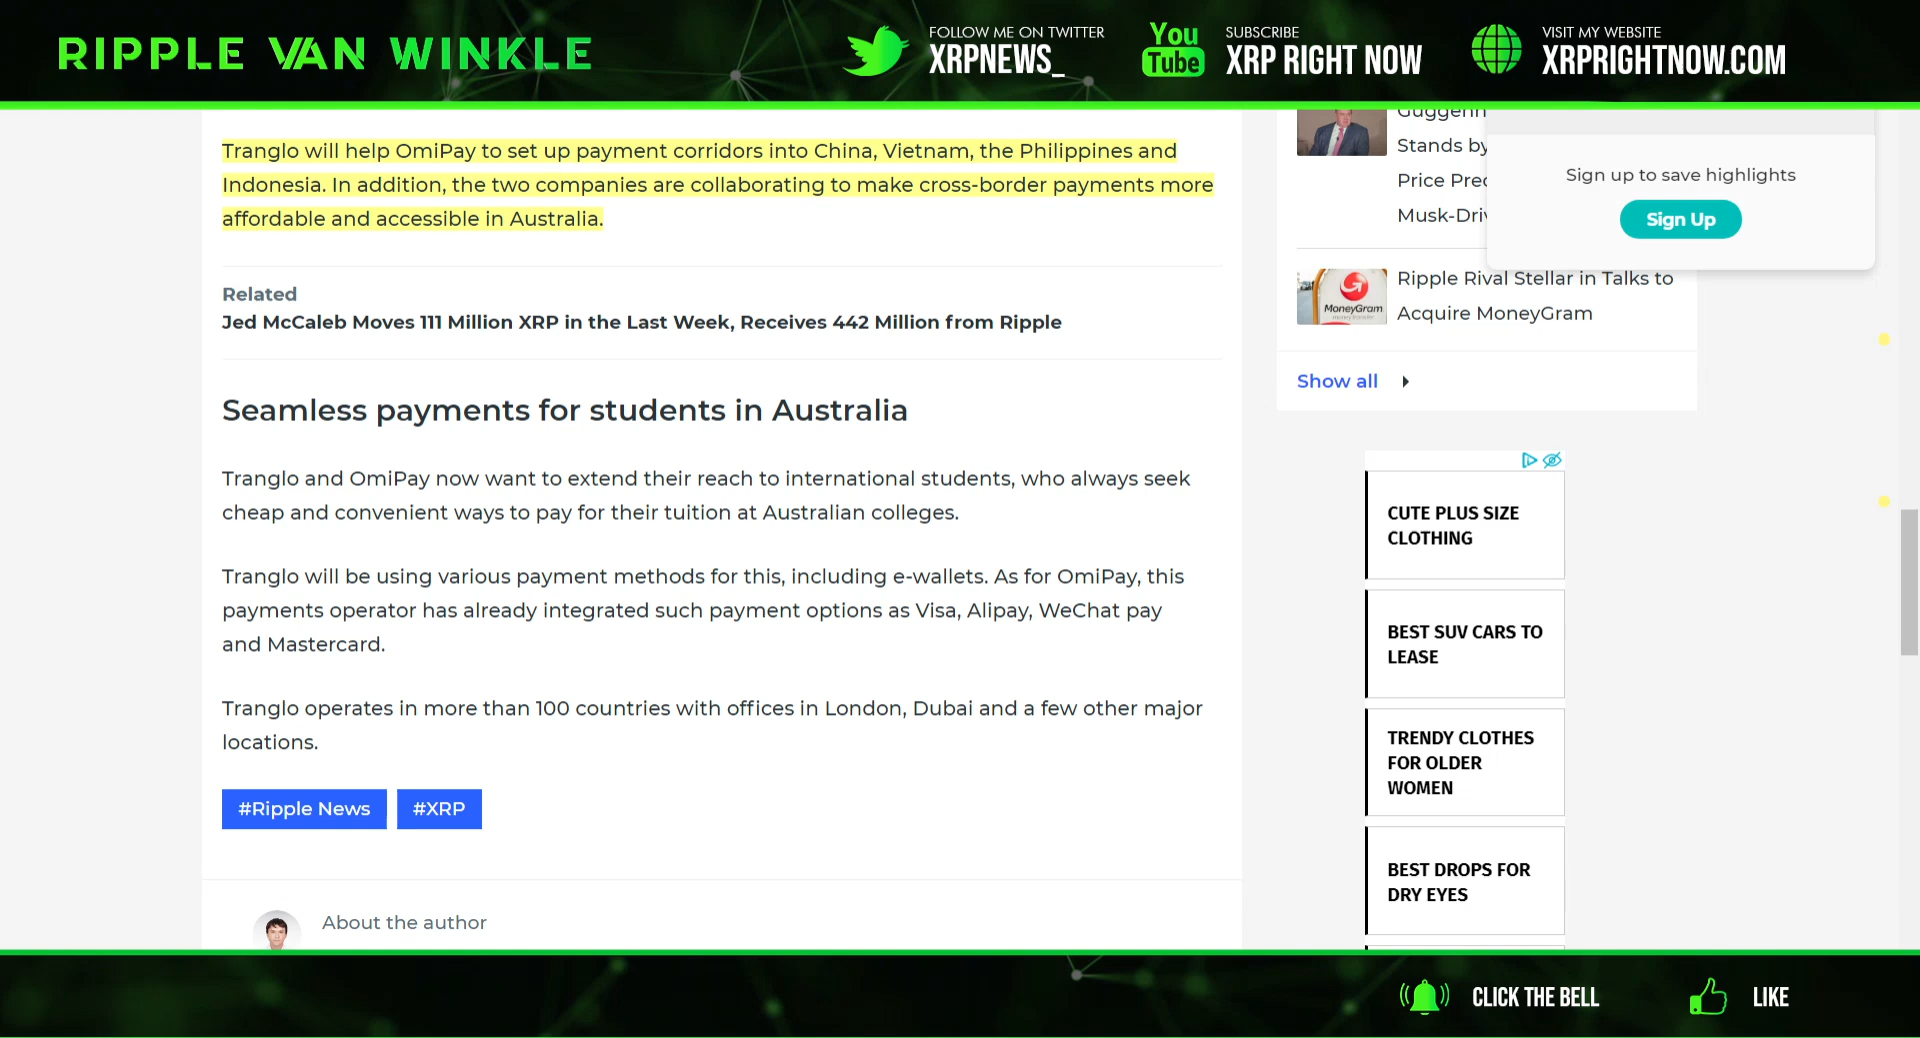 RIPPLE VAN WINKLE
FOLLOW ME ON TWITTER
XRPNEWS_
You
Tube
SUBSCRIBE
XRP RIGHT NOW
VISIT MY WEBSITE
XRPRIGHTNOW.COM
Tranglo will help OmiPay to set up payment corridors into China, Vietnam, the Philippines and
Indonesia. In addition, the two companies are collaborating to make cross-border payments more
affordable and accessible in Australia.
Related
Jed McCaleb Moves 111 Million XRP in the Last Week, Receives 442 Million from Ripple
Seamless payments for students in Australia
Tranglo and OmiPay now want to extend their reach to international students, who always seek
cheap and convenient ways to pay for their tuition at Australian colleges.
Tranglo will be using various payment methods for this, including e-wallets. As for OmiPay, this
payments operator has already integrated such payment options as Visa, Alipay, WeChat pay
and Mastercard.
Tranglo operates in more than 100 countries with offices in London, Dubai and a few other major
locations.
#Ripple News #XRP
About the author
Stands by
Price
Sign up to save highlights
Sign Up
MoneyGram
Ripple Rival Stellar in Talks to
Acquire MoneyGram
Show all
CUTE PLUS SIZE
CLOTHING
BEST SUV CARS TO
LEASE
TRENDY CLOTHES
FOR OLDER
WOMEN
BEST DROPS FOR
DRY EYES
CLICK THE BELL
LIKE